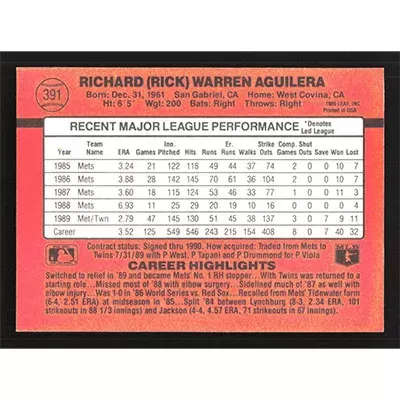 391
RICHARD (RICK) WARREN AGUILERA
Born: Dec. 31, 1961 San Gabriel, CA Home: West Covina, CA
Ht: 6'5" Wgt: 200 Bats: Right Throws: Right
© 1989 LEAF, INC.
Printed in USA
RECENT MAJOR LEAGUE PERFORMANCE *Denotes Led League
Year Team Name ERA Games Inn. Pitched Hits Runs Er. Runs Walks Strike Outs Comp. Games Shut Outs Save Won Lost
1985 Mets 3.24 21 122 118 49 44 37 74 2 0 0 10 7
1986 Mets 3.88 28 142 145 70 61 36 104 2 0 0 10 7
1987 Mets 3.60 18 115 124 53 46 33 77 1 0 0 11 3
1988 Mets 6.93 11 25 29 20 19 10 16 0 0 0 0 4
1989 Met/Twn 2.79 47 145 130 51 45 38 137 3 0 7 9 11
Career 3.52 125 549 546 243 215 154 408 8 0 7 40 32
Contract status: Signed thru 1990. How acquired: Traded from Mets to
Twins 7/31/89 with P West, P Tapani and P Drummond for P Viola
MLB
CAREER HIGHLIGHTS
Switched to relief in '89 and became Mets No. 1 RH stopper... With Twins was returned to a
starting role... Missed most of '88 with elbow surgery... Sidelined much of '87 as well with
elbow injury... Was 1-0 in '86 World Series vs. Red Sox... Recalled from Mets' Tidewater farm
(6-4, 2.51 ERA) at midseason in '85... Split '84 between Lynchburg (8-3, 2.34 ERA, 101
strikeouts in 88 1/3 innings) and Jackson (4-4, 4.57 ERA, 71 strikeouts in 67 innings).